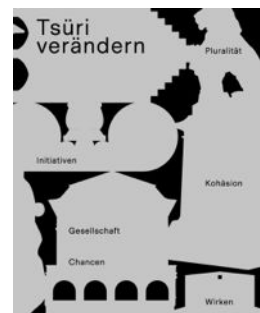 Tsüri
verändern
Pluralität
Initiativen
Kohäsion
Gesellschaft
Chancen
Wirken